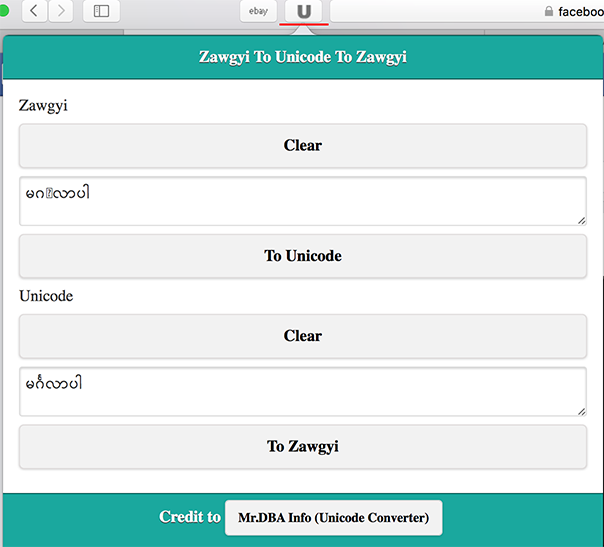 ebay U faceboo
Zawgyi To Unicode To Zawgyi
Zawgyi
Clear
မဂ□လာပါ
To Unicode
Unicode
Clear
မင်္ဂလာပါ
To Zawgyi
Credit to Mr.DBA Info (Unicode Converter)